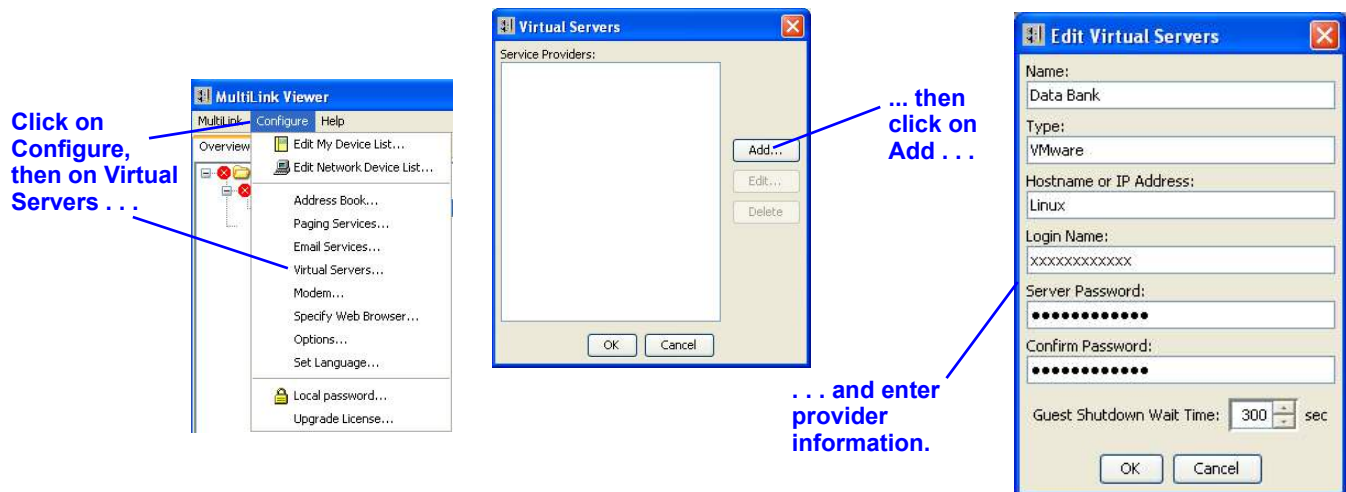 Click on
Configure,
then on Virtual
Servers . . .
MultiLink Viewer
MultiLink Configure Help
Overview
Edit My Device List...
Edit Network Device List...
Address Book...
Paging Services...
Email Services...
Virtual Servers...
Modem...
Specify Web Browser...
Options...
Set Language...
Local password...
Upgrade License...
Virtual Servers
Service Providers:
Add...
Edit...
Delete
OK Cancel
... then
click on
Add . . .
. . . and enter
provider
information.
Edit Virtual Servers
Name:
Data Bank
Type:
VMware
Hostname or IP Address:
Linux
Login Name:
xxxxxxxxxxxx
Server Password:
●●●●●●●●●●●●
Confirm Password:
●●●●●●●●●●●●
Guest Shutdown Wait Time: 300 sec
OK Cancel